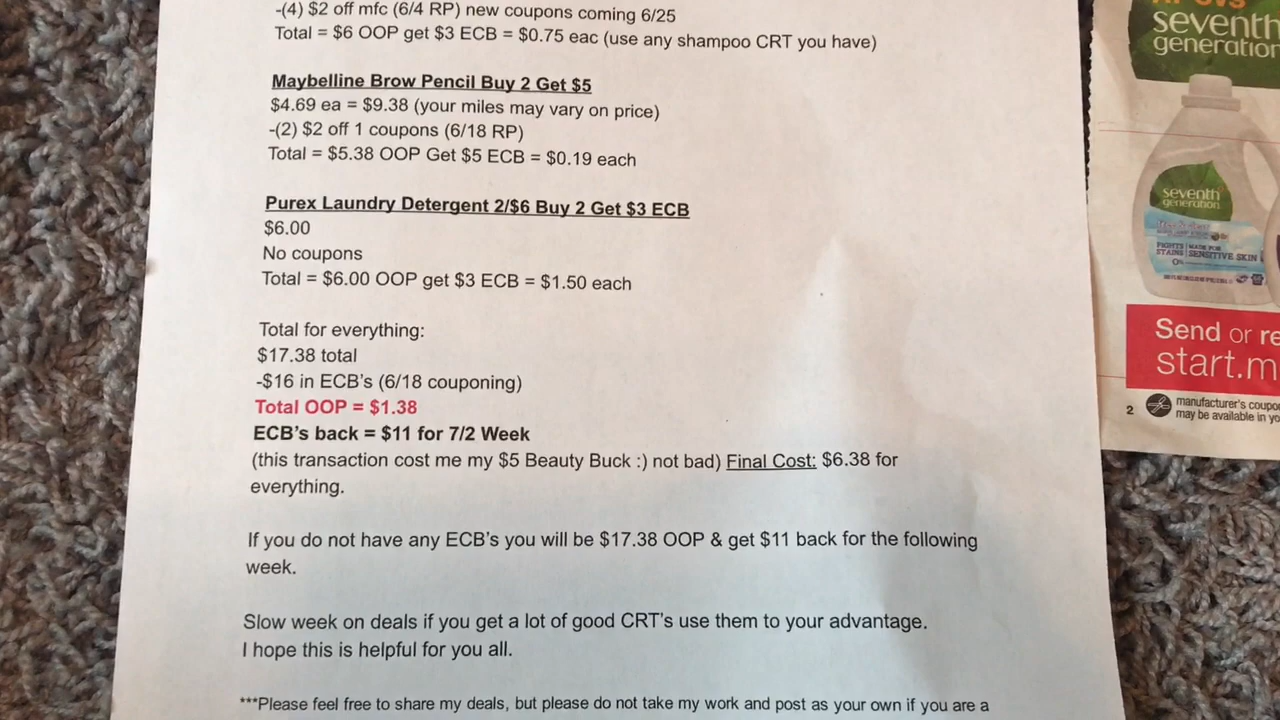 -(4) $2 off mfc (6/4 RP) new coupons coming 6/25
Total = $6 OOP get $3 ECB = $0.75 eac (use any shampoo CRT you have)
Maybelline Brow Pencil Buy 2 Get $5
$4.69 ea = $9.38 (your miles may vary on price)
-(2) $2 off 1 coupons (6/18 RP)
Total = $5.38 OOP Get $5 ECB = $0.19 each
Purex Laundry Detergent 2/$6 Buy 2 Get $3 ECB
$6.00
No coupons
Total = $6.00 OOP get $3 ECB = $1.50 each
Total for everything:
$17.38 total
-$16 in ECB's (6/18 couponing)
Total OOP = $1.38
ECB's back = $11 for 7/2 Week
(this transaction cost me my $5 Beauty Buck :) not bad) Final Cost: $6.38 for
everything.
If you do not have any ECB's you will be $17.38 OOP & get $11 back for the following
week.
Slow week on deals if you get a lot of good CRT's use them to your advantage.
I hope this is helpful for you all.
***Please feel free to share my deals, but please do not take my work and post as your own if you are a
seventh
generation
seventh
generation
FIGHTS STAINS
MADE FOR SENSITIVE SKIN
0%
Send or re
start.m
2
manufacturer's coupo
may be available in yo